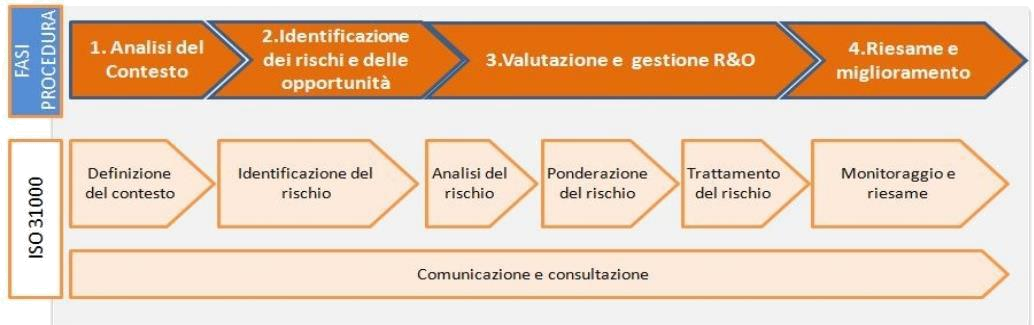 FASI
PROCEDURA
1. Analisi del
Contesto
2.Identificazione
dei rischi e delle
opportunità
3.Valutazione e gestione R&O
4.Riesame e
miglioramento
ISO 31000
Definizione
del contesto
Identificazione del
rischio
Analisi del
rischio
Ponderazione
del rischio
Trattamento
del rischio
Monitoraggio e
riesame
Comunicazione e consultazione